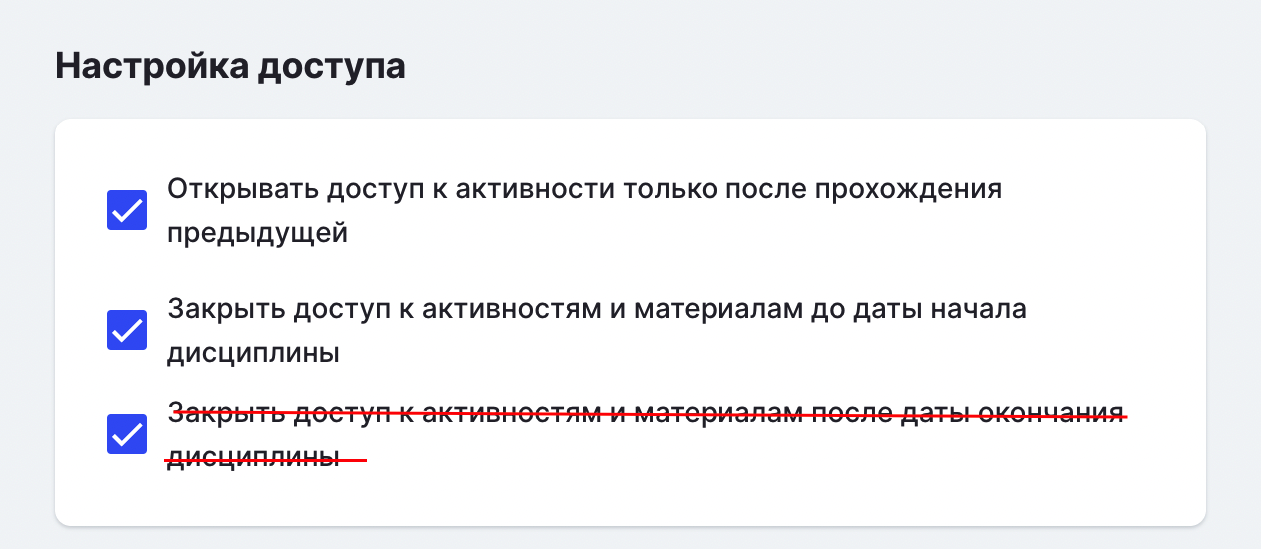 Настройка доступа
Открывать доступ к активности только после прохождения
предыдущей
Закрыть доступ к активностям и материалам до даты начала
дисциплины
Закрыть доступ к активностям и материалам после даты окончания
дисциплины